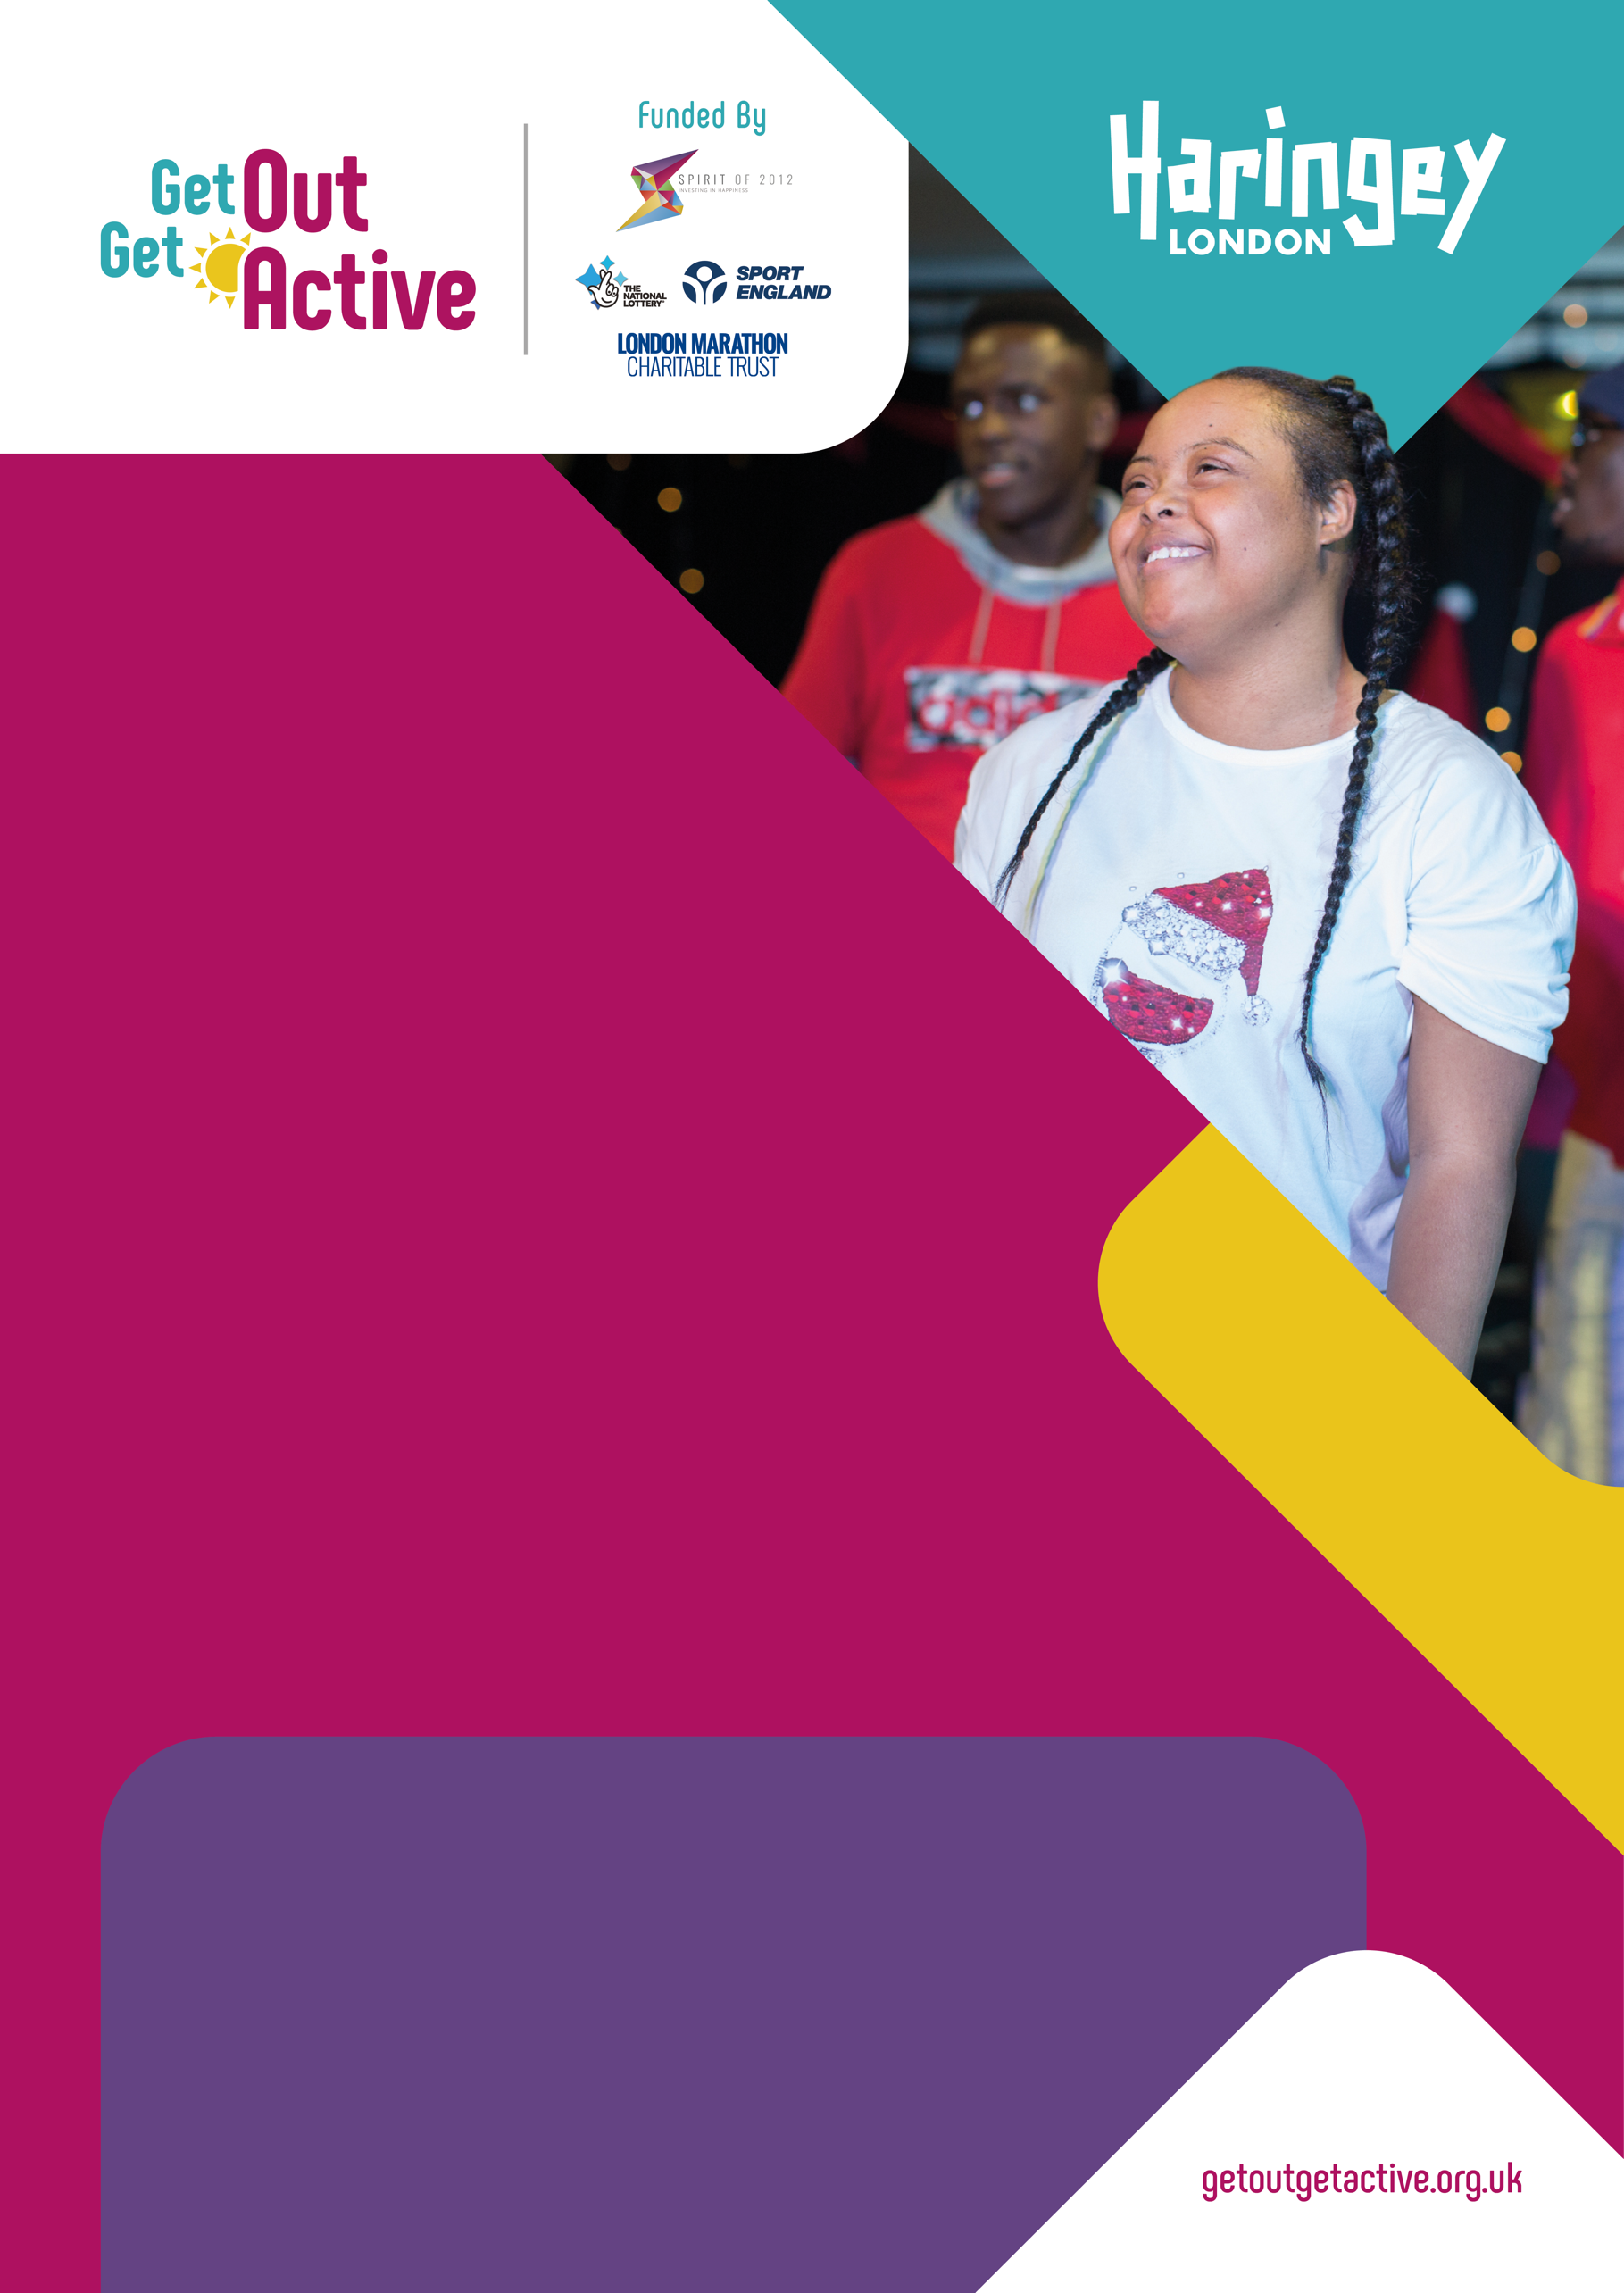 Get Out
Get Active
Funded By
SPIRIT OF 2012
INVESTING IN HAPPINESS
THE
NATIONAL
LOTTERY
SPORT
ENGLAND
LONDON MARATHON
CHARITABLE TRUST
Haringey
LONDON
getoutgetactive.org.uk